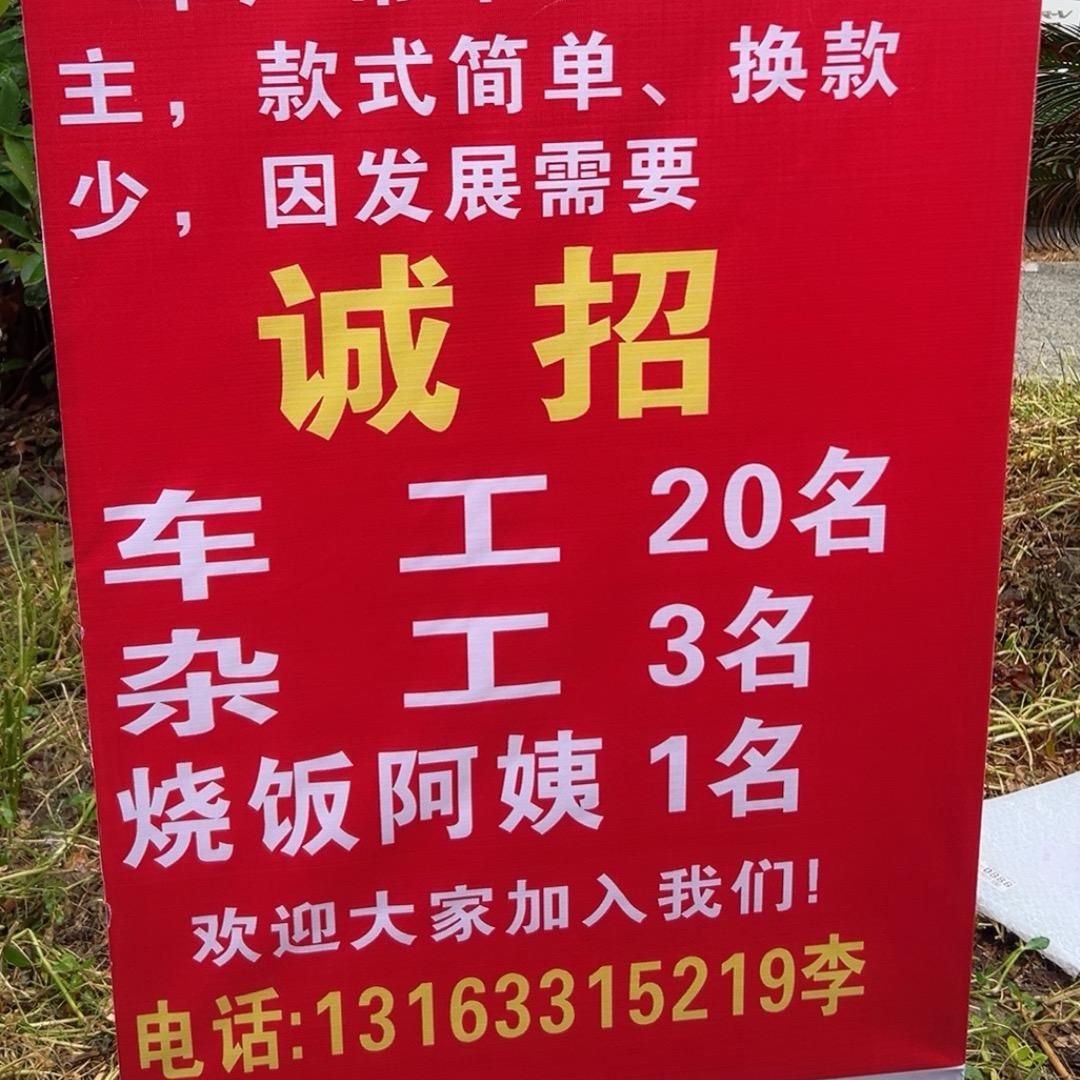 主，款式简单、换款
少，因发展需要
诚招
车工 20名
杂工 3名
烧饭阿姨 1名
欢迎大家加入我们!
电话:13163315219李